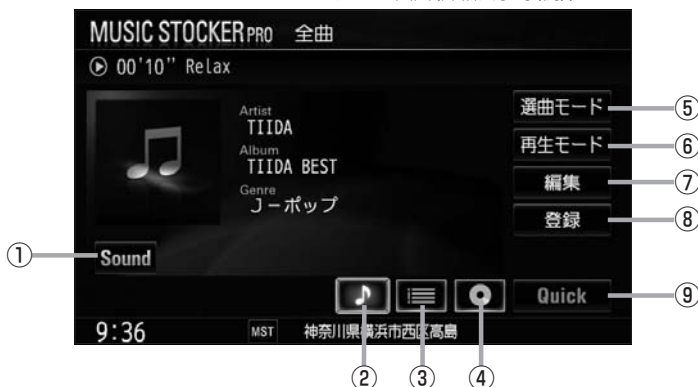 MUSIC STOCKER PRO 全曲
00'10" Relax
Artist
TIIDA
Album
TIIDA BEST
Genre
J-ポップ
選曲モード ⑤
再生モード ⑥
編集 ⑦
登録 ⑧
① Sound
Quick ⑨
9:36 MST 神奈川県横浜市西区高島
② ③ ④